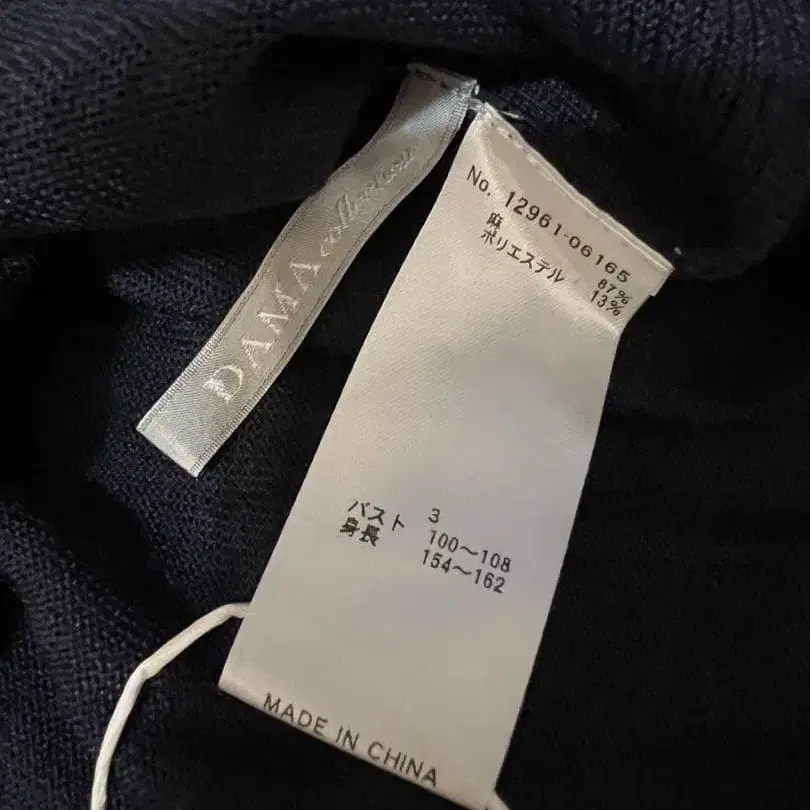 DAMA collection
No. 12961-06165
麻 87%
ポリエステル 13%
3
バスト 100～108
身長 154～162
MADE IN CHINA